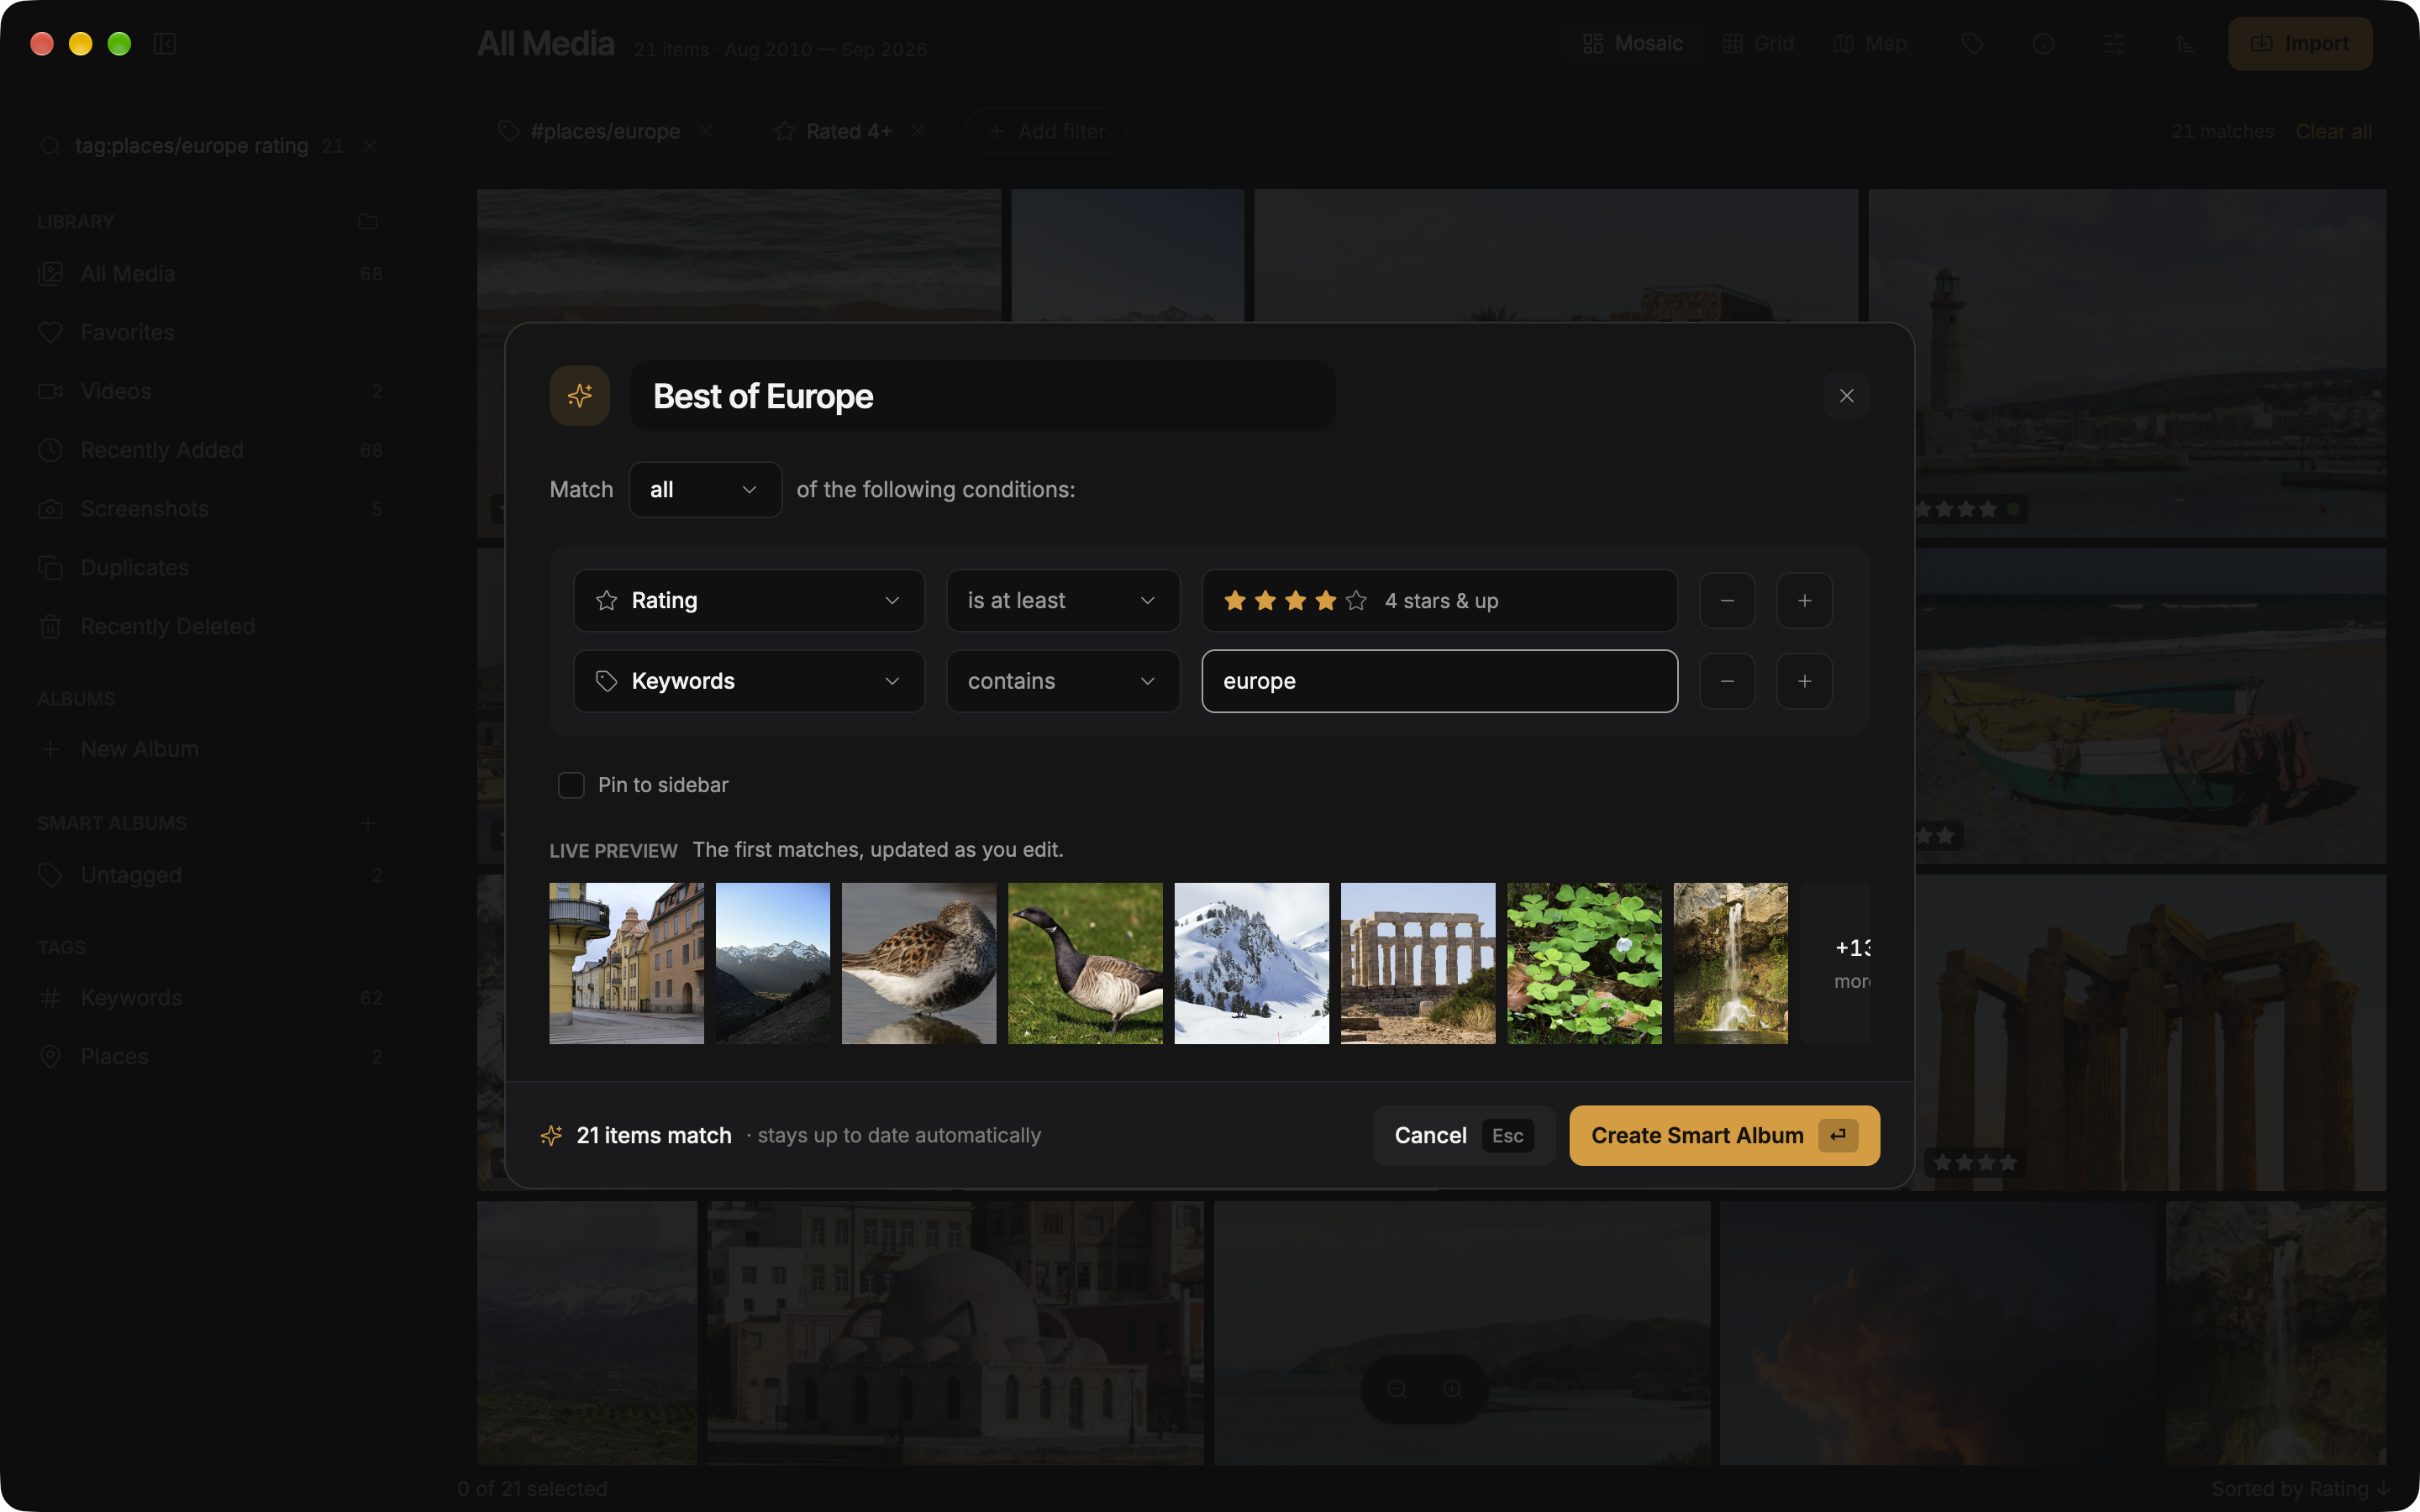 All Media 21 items · Aug 2010 — Sep 2026 Mosaic Grid Map Import
tag:places/europe rating 21
#places/europe Rated 4+ Add filter 21 matches Clear all
LIBRARY
All Media 68
Favorites
Videos 2
Recently Added 68
Screenshots 5
Duplicates
Recently Deleted
ALBUMS
New Album
SMART ALBUMS
Untagged 2
TAGS
Keywords 62
Places 2
Best of Europe
Match all of the following conditions:
Rating is at least 4 stars & up
Keywords contains europe
Pin to sidebar
LIVE PREVIEW The first matches, updated as you edit.
+13
more
21 items match · stays up to date automatically Cancel Esc Create Smart Album
0 of 21 selected Sorted by Rating